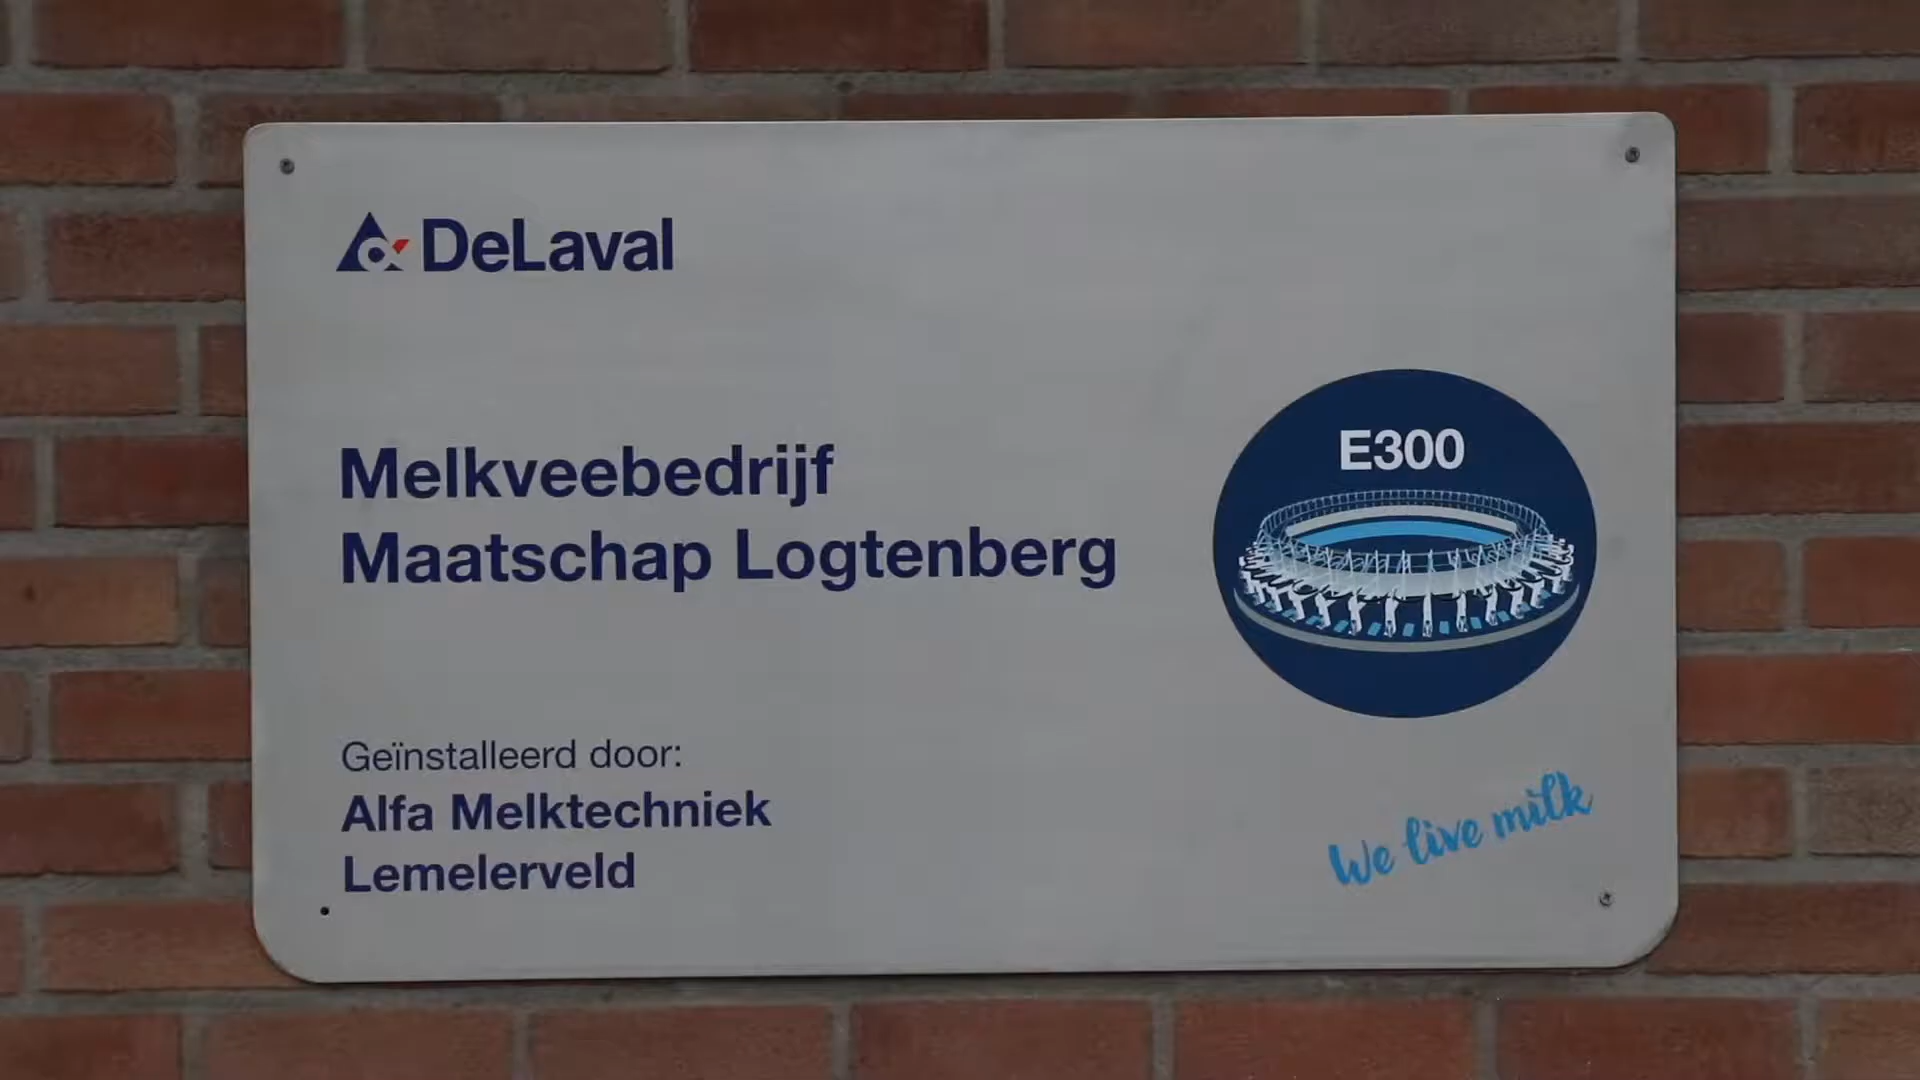 DeLaval
Melkveebedrijf
Maatschap Logtenberg
E300
Geïnstalleerd door:
Alfa Melktechniek
Lemelerveld
We live milk